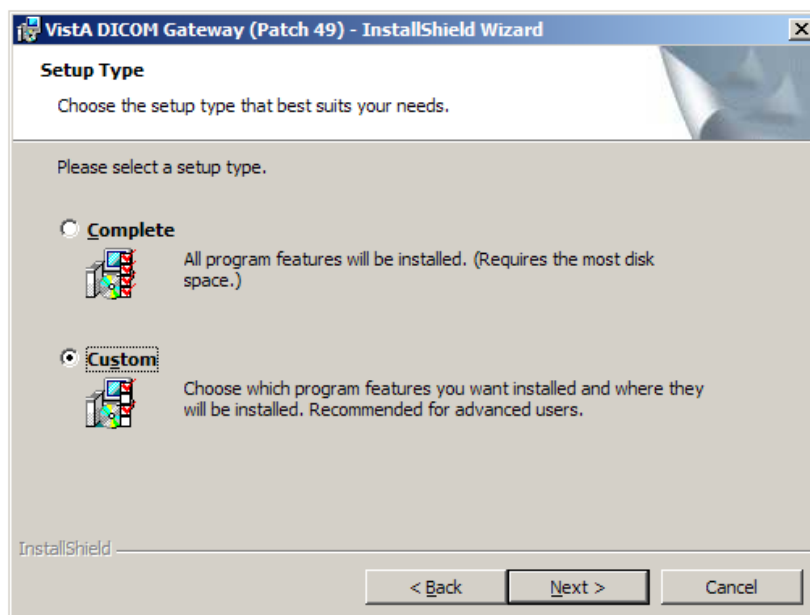 VistA DICOM Gateway (Patch 49) - InstallShield Wizard
Setup Type
Choose the setup type that best suits your needs.
Please select a setup type.
Complete
All program features will be installed. (Requires the most disk
space.)
Custom
Choose which program features you want installed and where they
will be installed. Recommended for advanced users.
InstallShield
< Back
Next >
Cancel